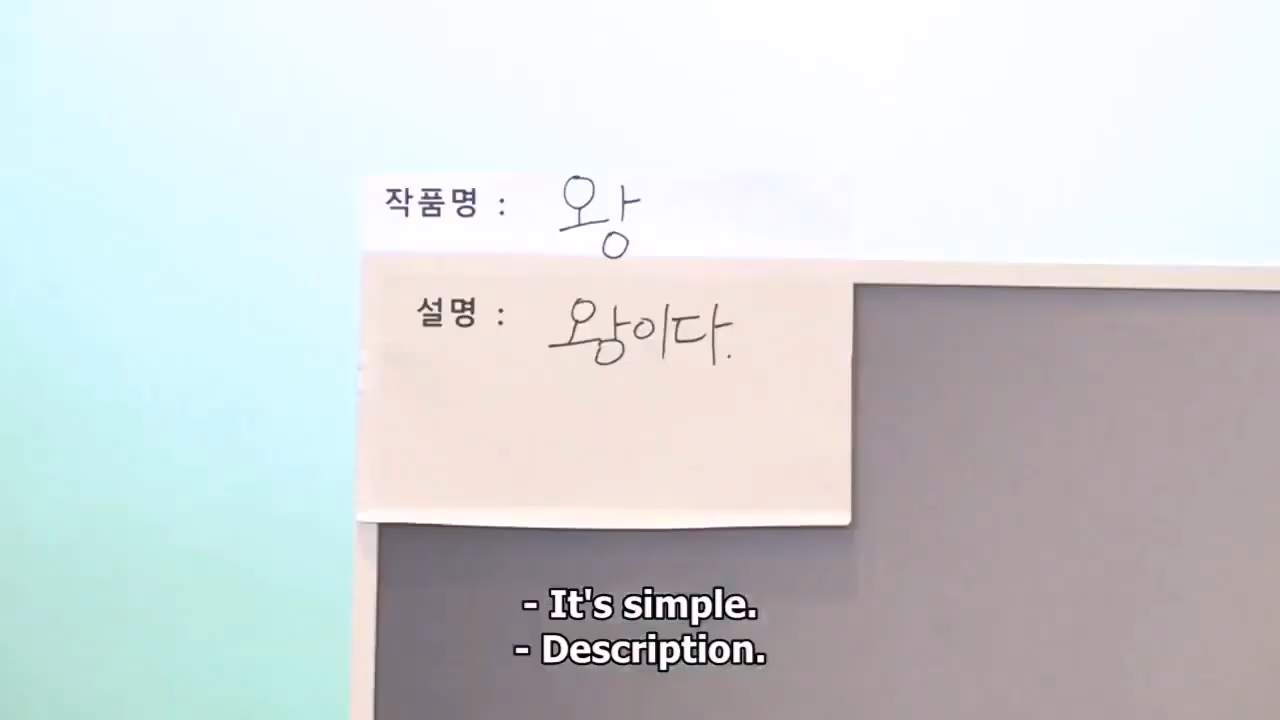 작품명 : 왕
설명 : 왕이다.
- It's simple.
- Description.